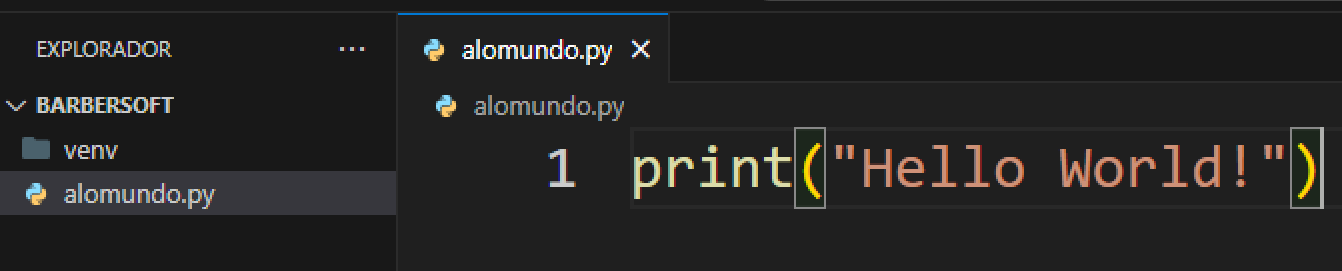 EXPLORADOR ...
alomundo.py
BARBERSOFT
alomundo.py
venv
alomundo.py
1 print("Hello World!")